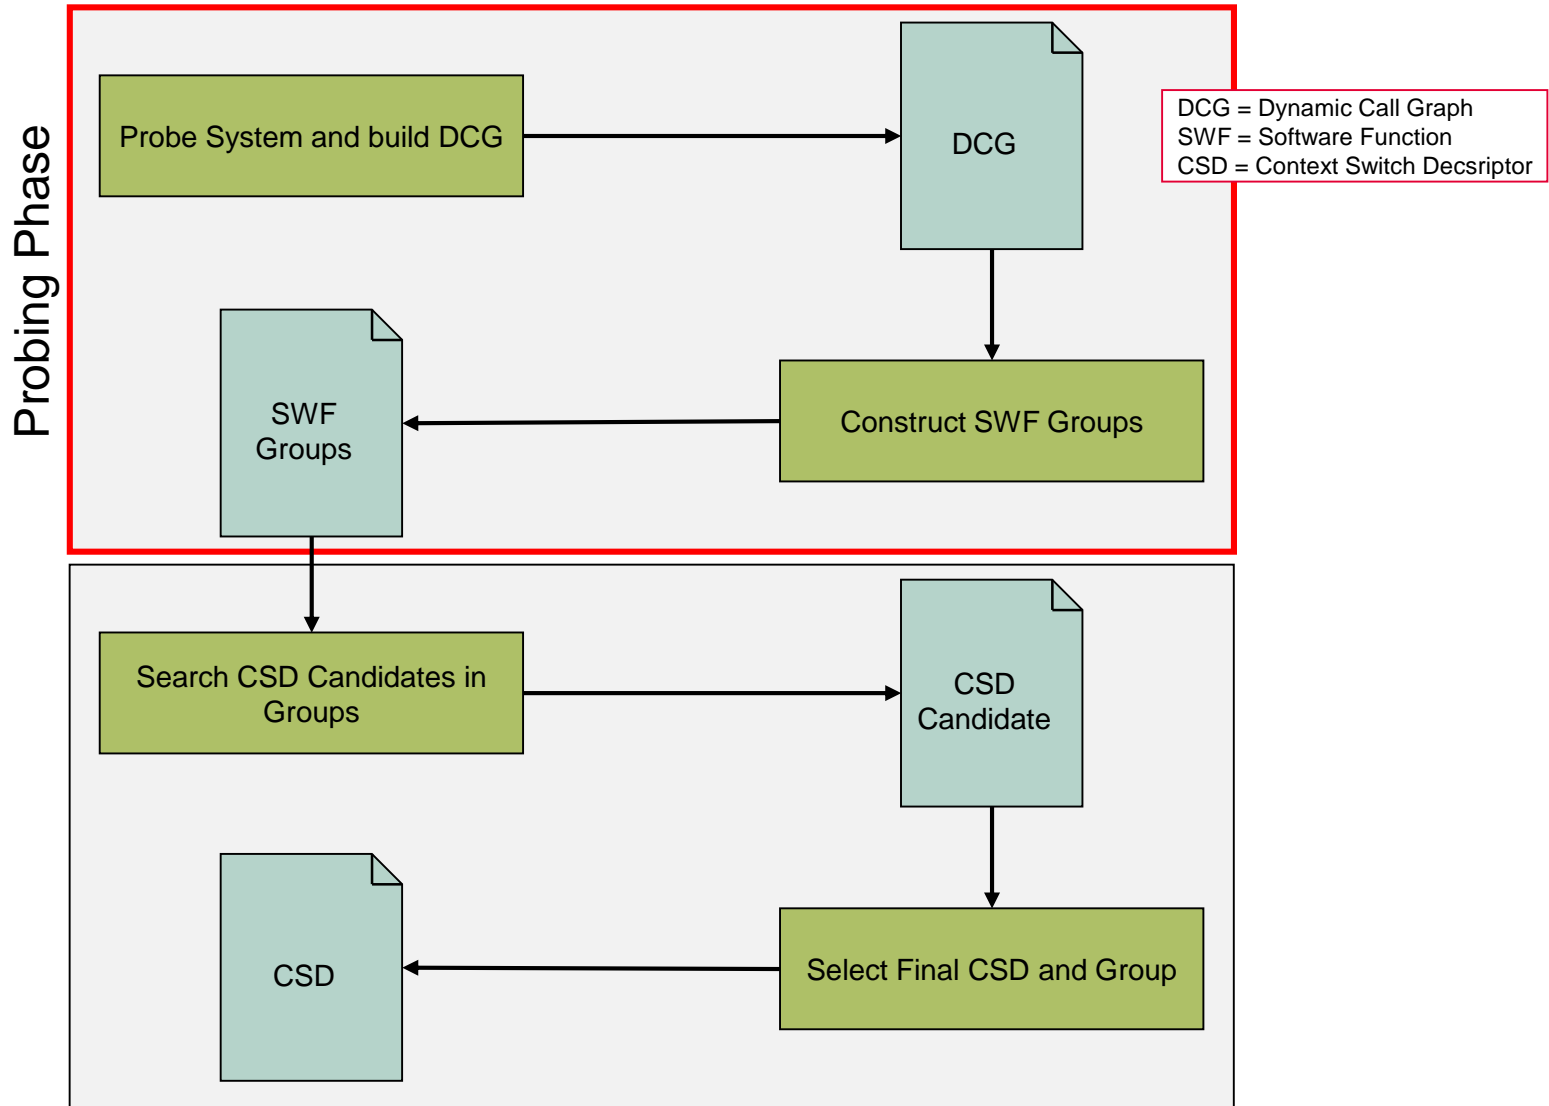 Probing Phase
Probe System and build DCG
DCG
DCG = Dynamic Call Graph
SWF = Software Function
CSD = Context Switch Decsriptor
SWF
Groups
Construct SWF Groups
Search CSD Candidates in
Groups
CSD
Candidate
CSD
Select Final CSD and Group